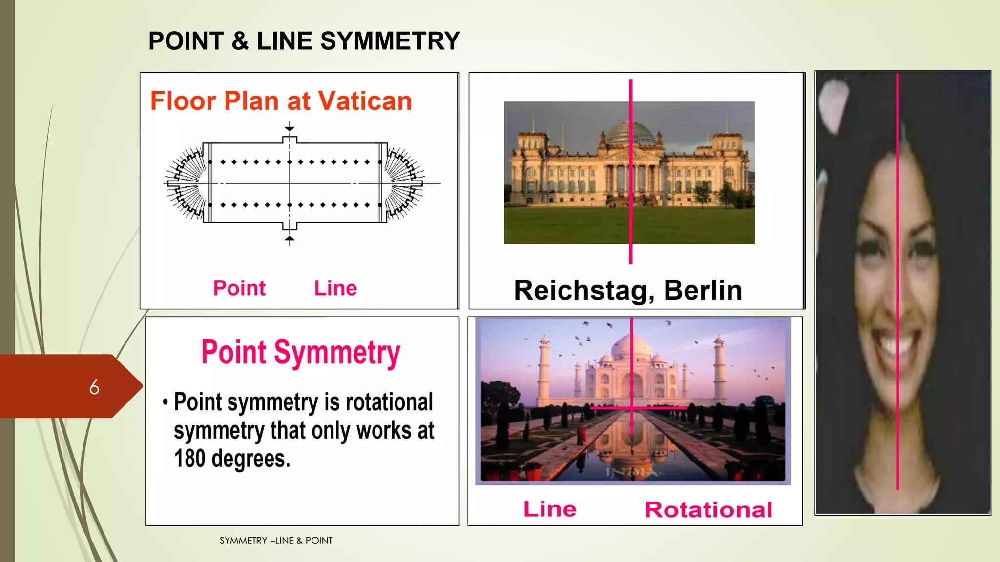 POINT & LINE SYMMETRY
Floor Plan at Vatican
Point Line
Reichstag, Berlin
Point Symmetry
• Point symmetry is rotational
symmetry that only works at
180 degrees.
Line Rotational
6
SYMMETRY –LINE & POINT